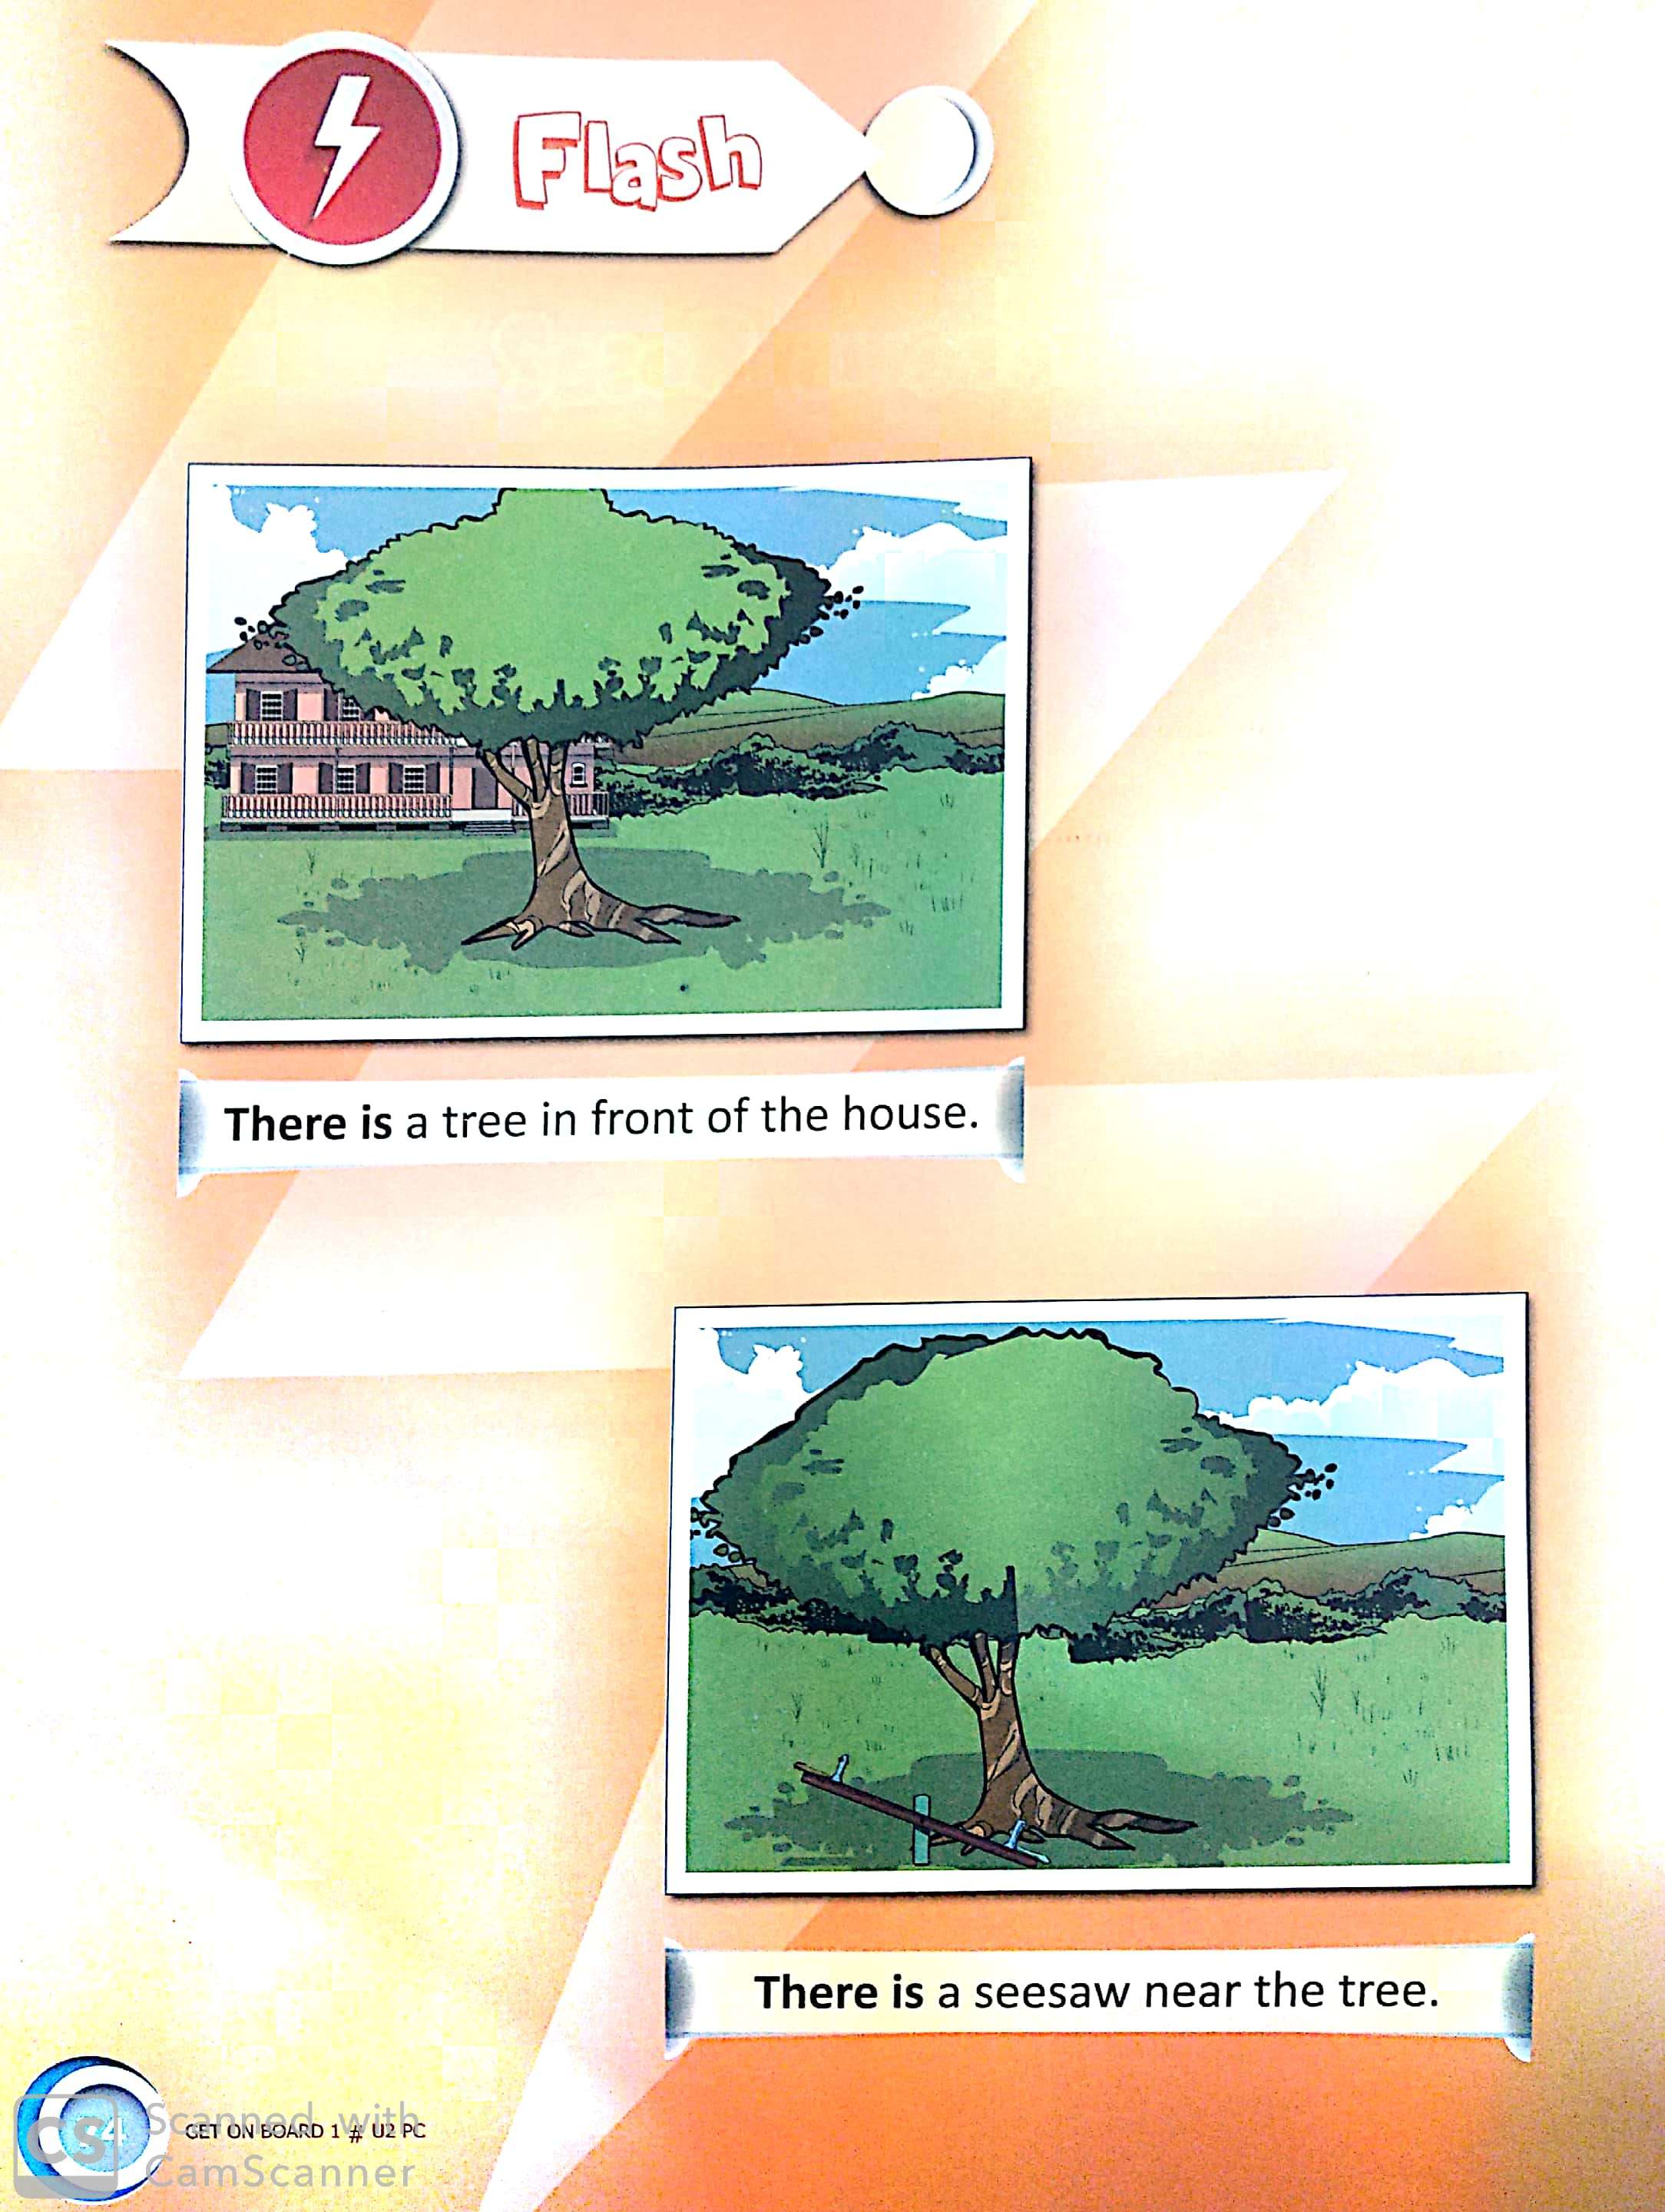 Flash
There is a tree in front of the house.
There is a seesaw near the tree.
GET ON BOARD 1 # U2 PC
CS
Scanned with
CamScanner